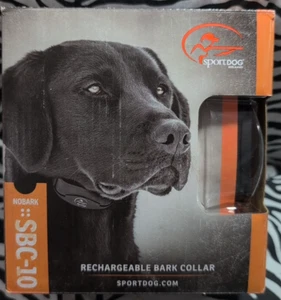 SPORTDOG
NOBARK
SBC-10
RECHARGEABLE BARK COLLAR
SPORTDOG.COM